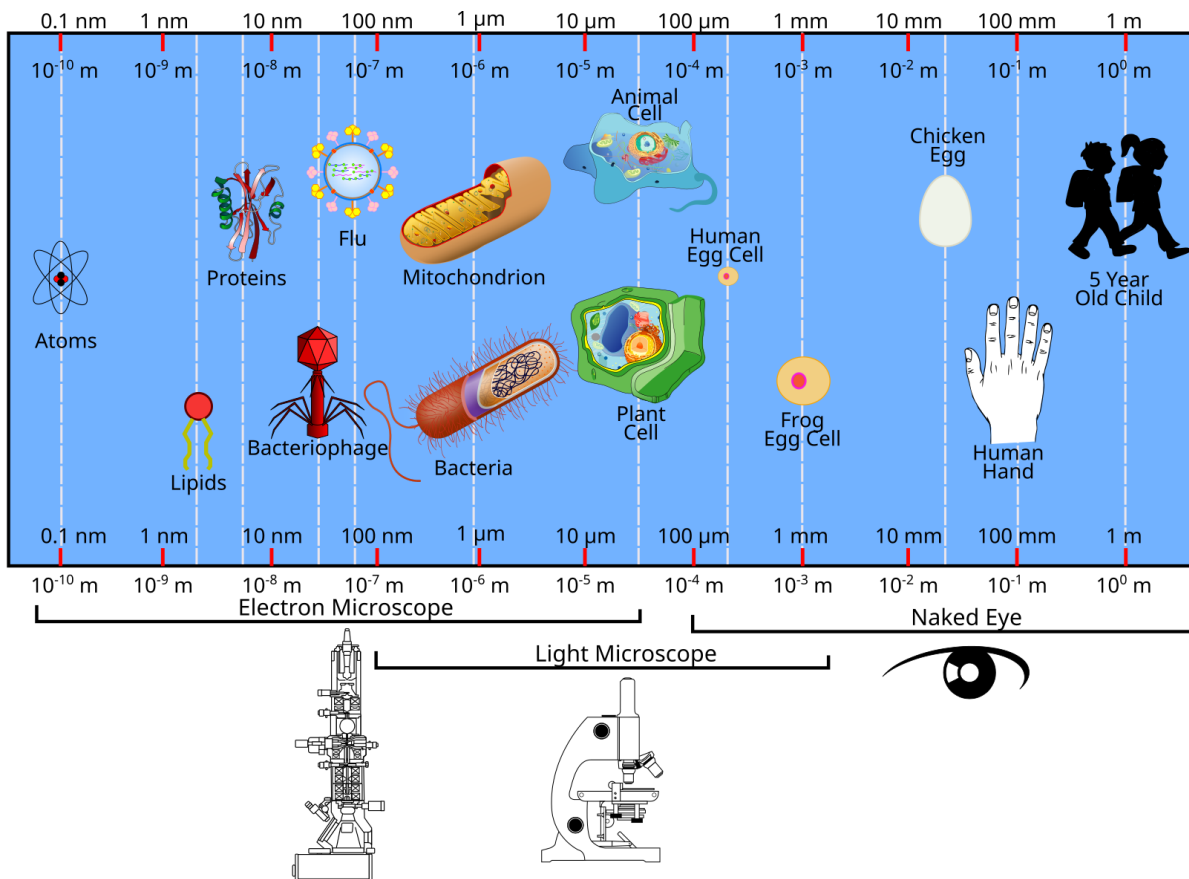 0.1 nm 1 nm 10 nm 100 nm 1 µm 10 µm 100 µm 1 mm 10 mm 100 mm 1 m
10⁻¹⁰ m 10⁻⁹ m 10⁻⁸ m 10⁻⁷ m 10⁻⁶ m 10⁻⁵ m 10⁻⁴ m 10⁻³ m 10⁻² m 10⁻¹ m 10⁰ m
Animal
Cell
Chicken
Egg
Flu
Human
Egg Cell
Proteins
Mitochondrion
5 Year
Old Child
Atoms
Plant
Cell
Frog
Egg Cell
Bacteriophage
Human
Hand
Bacteria
Lipids
0.1 nm 1 nm 10 nm 100 nm 1 µm 10 µm 100 µm 1 mm 10 mm 100 mm 1 m
10⁻¹⁰ m 10⁻⁹ m 10⁻⁸ m 10⁻⁷ m 10⁻⁶ m 10⁻⁵ m 10⁻⁴ m 10⁻³ m 10⁻² m 10⁻¹ m 10⁰ m
Electron Microscope
Naked Eye
Light Microscope